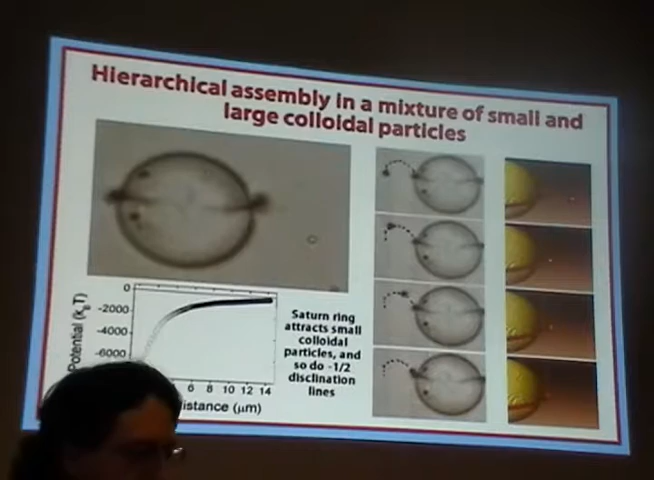 Hierarchical assembly in a mixture of small and
large colloidal particles
0
-2000
-4000
-6000
Potential (kBT)
6 8 10 12 14
istance (μm)
Saturn ring
attracts small
colloidal
particles, and
so do -1/2
disclination
lines